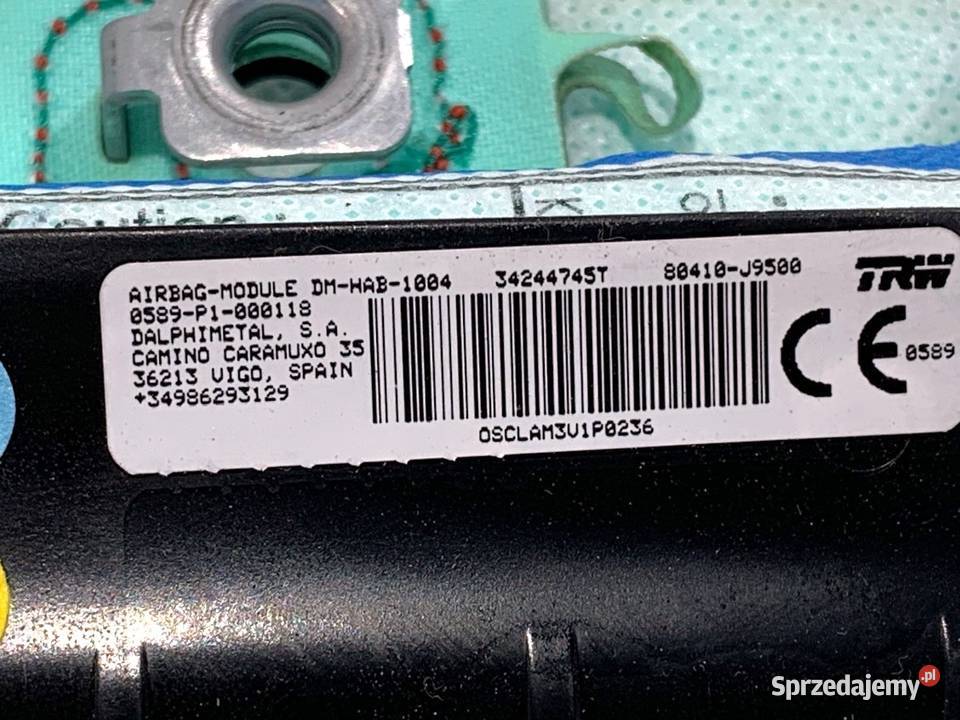 Caution :
AIRBAG-MODULE DM-HAB-1004 34244745T 80410-J9500 TRW
0589-P1-000118
DALPHIMETAL, S.A.
CAMINO CARAMUXO 35
36213 VIGO, SPAIN
+34986293129
CE 0589
OSCLAM3V1P0236
Sprzedajemy.pl